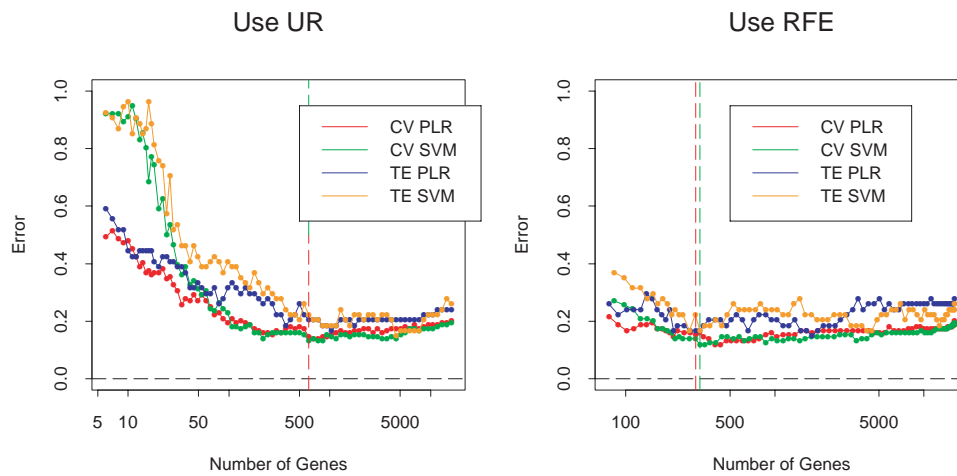 Use UR
Error
1.0
0.8
0.6
0.4
0.2
0.0
CV PLR
CV SVM
TE PLR
TE SVM
5 10 50 500 5000
Number of Genes
Use RFE
Error
1.0
0.8
0.6
0.4
0.2
0.0
CV PLR
CV SVM
TE PLR
TE SVM
100 500 5000
Number of Genes